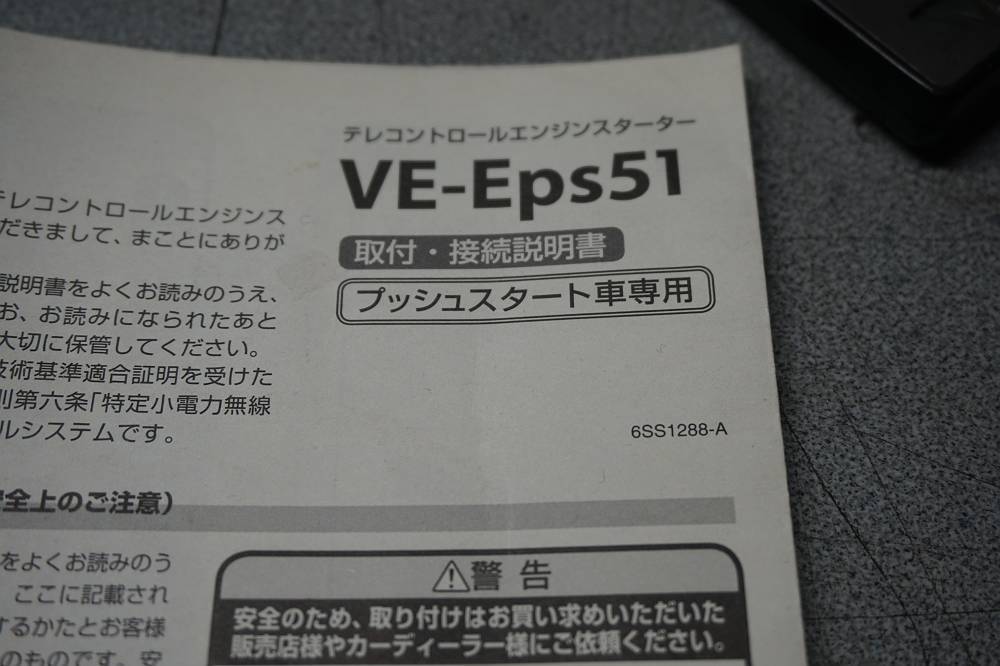 テレコントロールエンジンスターター
VE-Eps51
取付・接続説明書
プッシュスタート車専用
6SS1288-A
テレコントロールエンジンス
だきまして、まことにありが
説明書をよくお読みのうえ、
お、お読みになられたあと
大切に保管してください。
技術基準適合証明を受けた
則第六条「特定小電力無線
ルシステムです。
安全上のご注意)
をよくお読みのう
ここに記載され
するかたとお客様
のものです。安
⚠警告
安全のため、取り付けはお買い求めいただいた
販売店様やカーディーラー様にご依頼ください。